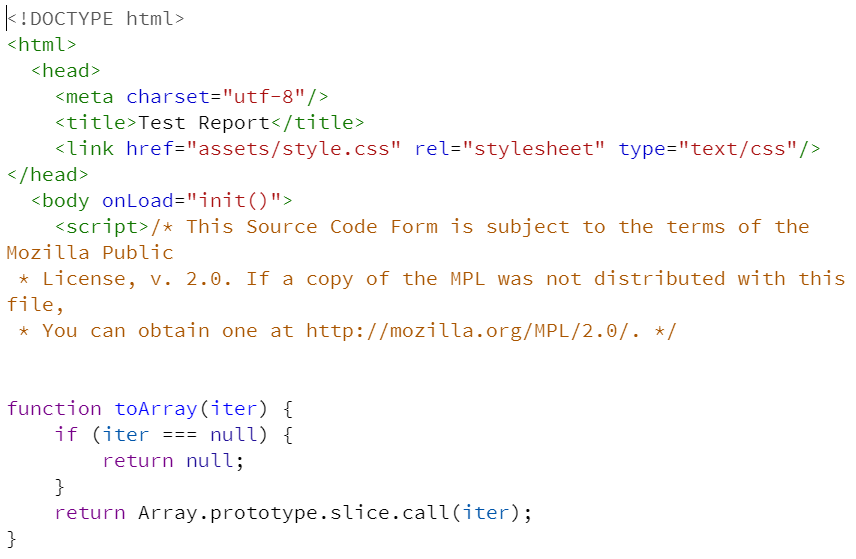 <!DOCTYPE html>
<html>
  <head>
    <meta charset="utf-8"/>
    <title>Test Report</title>
    <link href="assets/style.css" rel="stylesheet" type="text/css"/>
</head>
  <body onLoad="init()">
    <script>/* This Source Code Form is subject to the terms of the
Mozilla Public
 * License, v. 2.0. If a copy of the MPL was not distributed with this
file,
 * You can obtain one at http://mozilla.org/MPL/2.0/. */


function toArray(iter) {
    if (iter === null) {
        return null;
    }
    return Array.prototype.slice.call(iter);
}